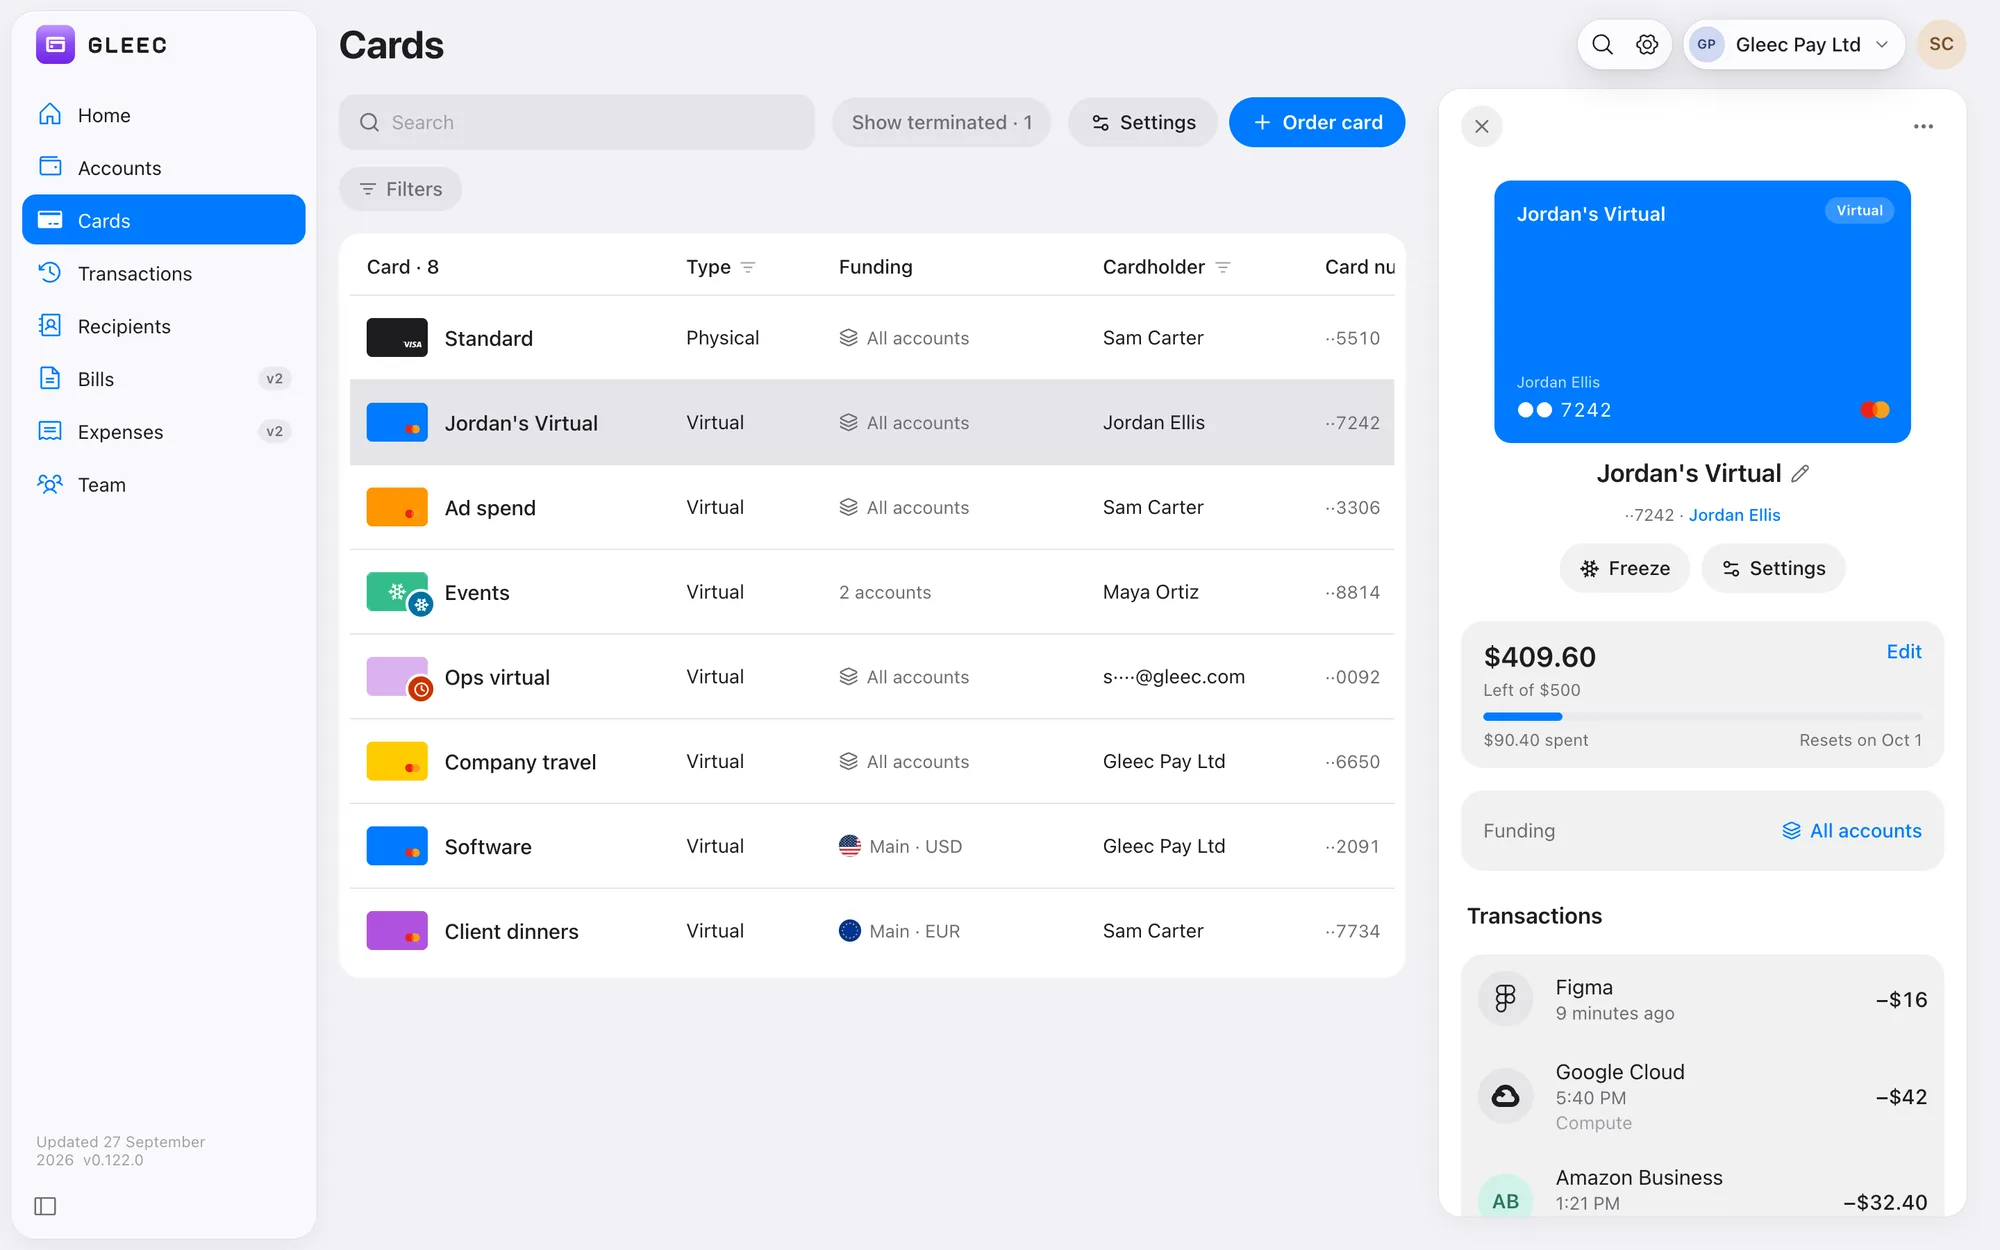 GLEEC
Home
Accounts
Cards
Transactions
Recipients
Bills v2
Expenses v2
Team
Updated 27 September
2026 v0.122.0
Cards
GP Gleec Pay Ltd
SC
Search
Show terminated · 1
Settings
+ Order card
Filters
Card · 8 Type Funding Cardholder Card nu
VISA Standard Physical All accounts Sam Carter ··5510
Jordan's Virtual Virtual All accounts Jordan Ellis ··7242
Ad spend Virtual All accounts Sam Carter ··3306
Events Virtual 2 accounts Maya Ortiz ··8814
Ops virtual Virtual All accounts s····@gleec.com ··0092
Company travel Virtual All accounts Gleec Pay Ltd ··6650
Software Virtual Main · USD Gleec Pay Ltd ··2091
Client dinners Virtual Main · EUR Sam Carter ··7734
Jordan's Virtual Virtual
Jordan Ellis
7242
Jordan's Virtual
··7242 · Jordan Ellis
Freeze Settings
$409.60 Edit
Left of $500
$90.40 spent Resets on Oct 1
Funding All accounts
Transactions
Figma
9 minutes ago
−$16
Google Cloud
5:40 PM
Compute
−$42
AB
Amazon Business
1:21 PM
−$32.40